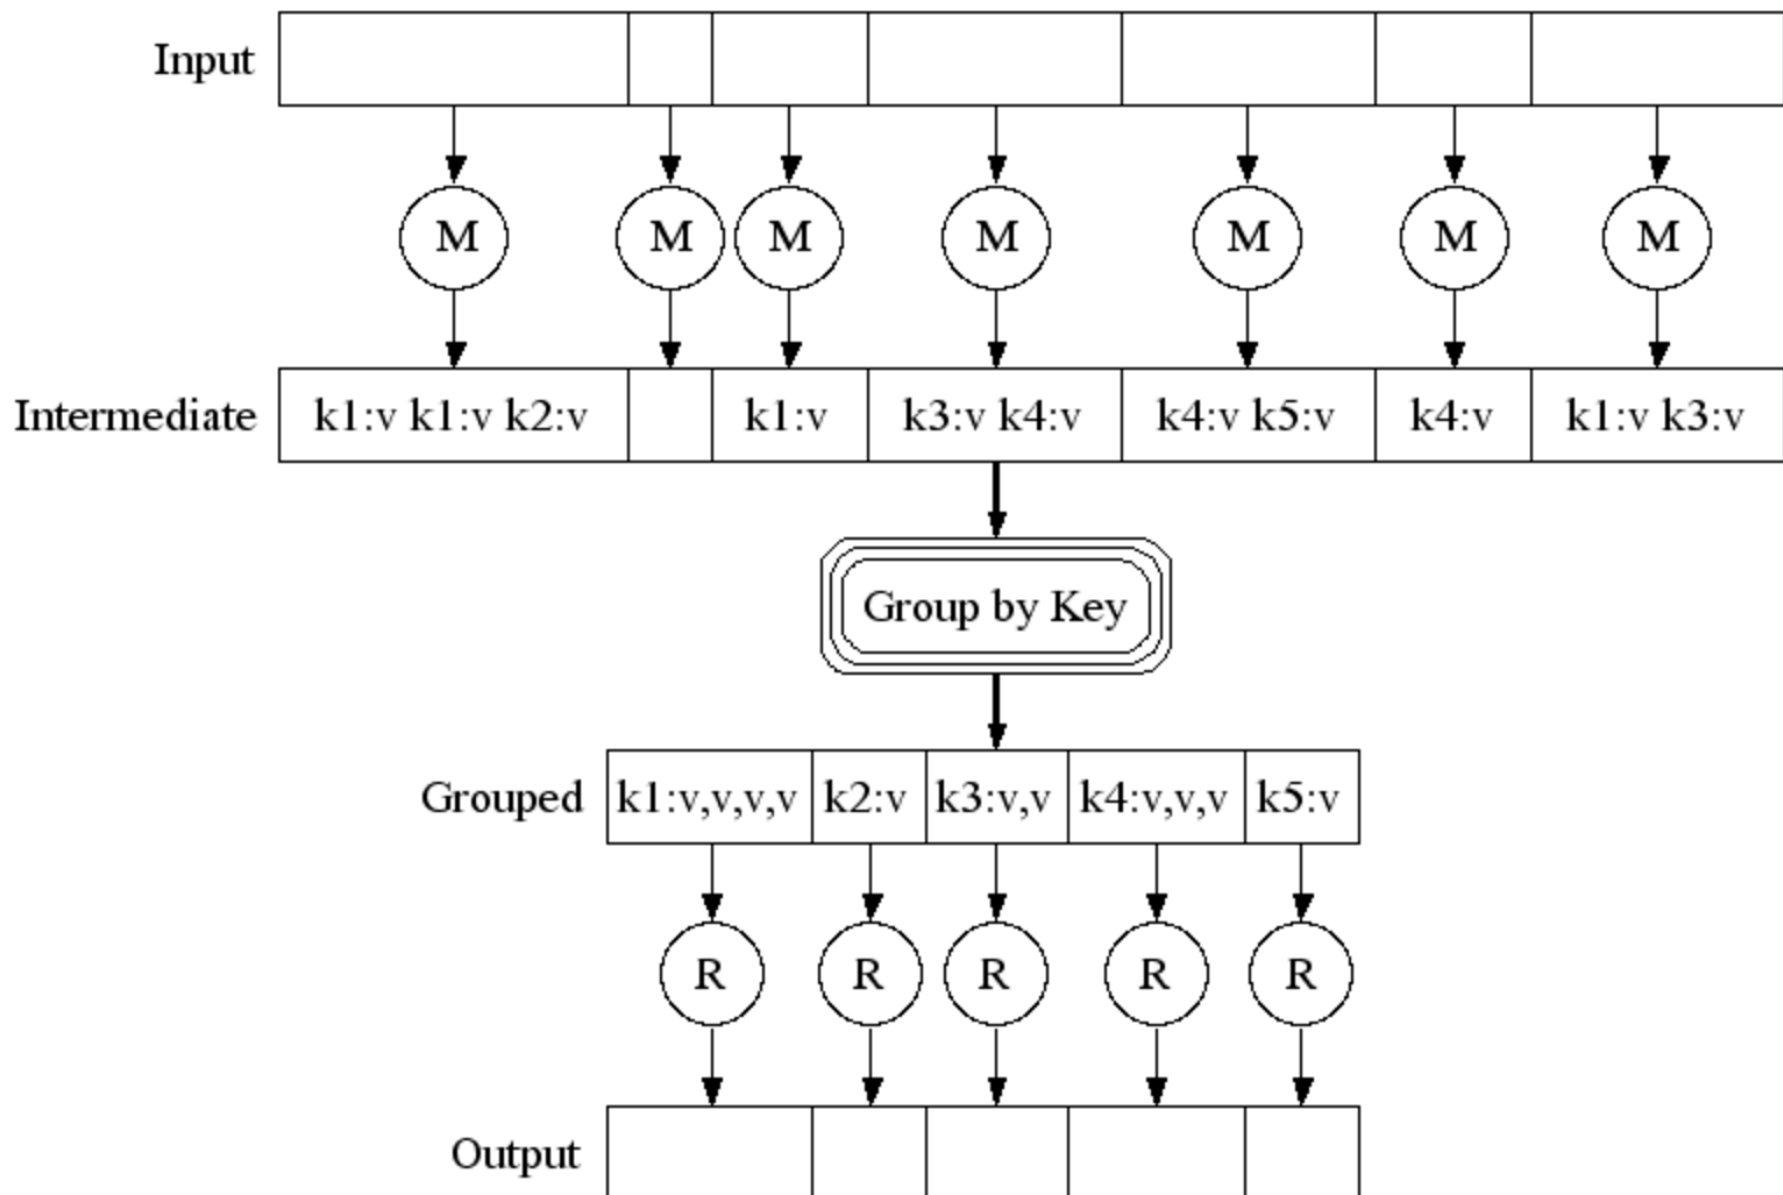 Input
M M M M M M M
Intermediate k1:v k1:v k2:v k1:v k3:v k4:v k4:v k5:v k4:v k1:v k3:v
Group by Key
Grouped k1:v,v,v,v k2:v k3:v,v k4:v,v,v k5:v
R R R R R
Output